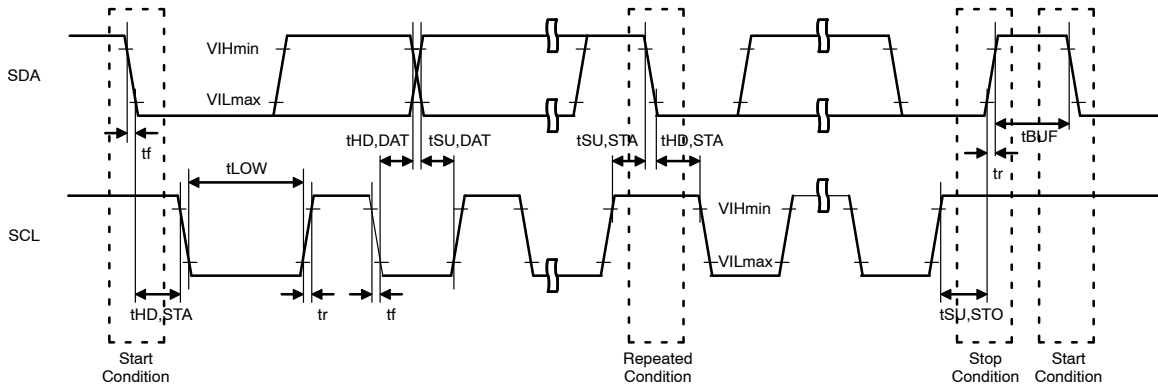 SDA
VIHmin
VILmax
tf
tLOW
tHD,DAT
tSU,DAT
tSU,STA
tHD,STA
tBUF
tr
SCL
VIHmin
VILmax
tHD,STA
tr
tf
tSU,STO
Start
Condition
Repeated
Condition
Stop
Condition
Start
Condition